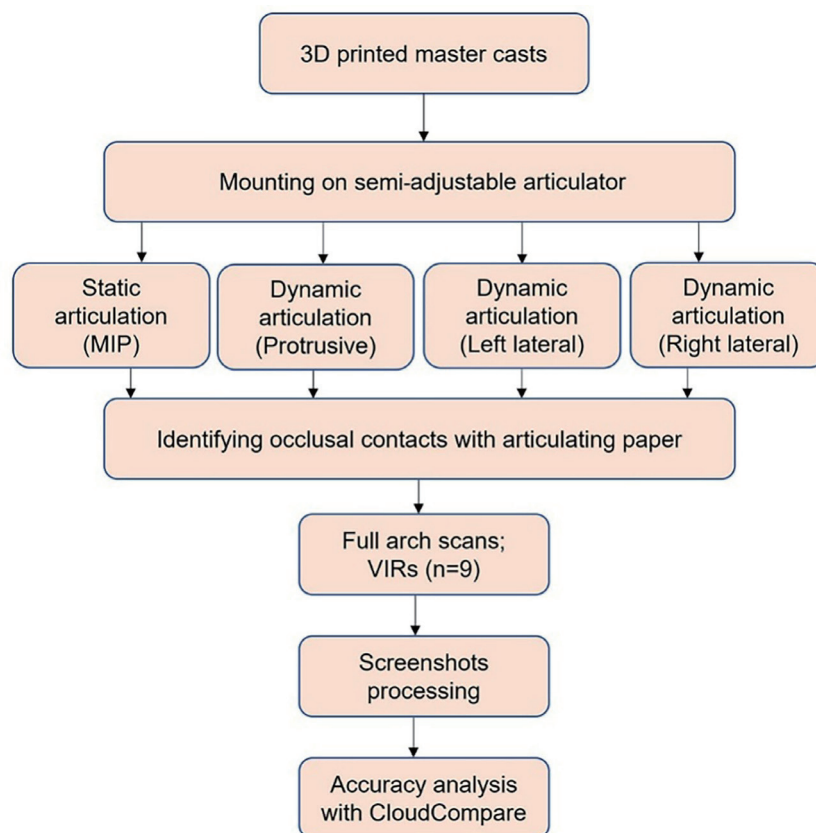 3D printed master casts
Mounting on semi-adjustable articulator
Static
articulation
(MIP)
Dynamic
articulation
(Protrusive)
Dynamic
articulation
(Left lateral)
Dynamic
articulation
(Right lateral)
Identifying occlusal contacts with articulating paper
Full arch scans;
VIRs (n=9)
Screenshots
processing
Accuracy analysis
with CloudCompare